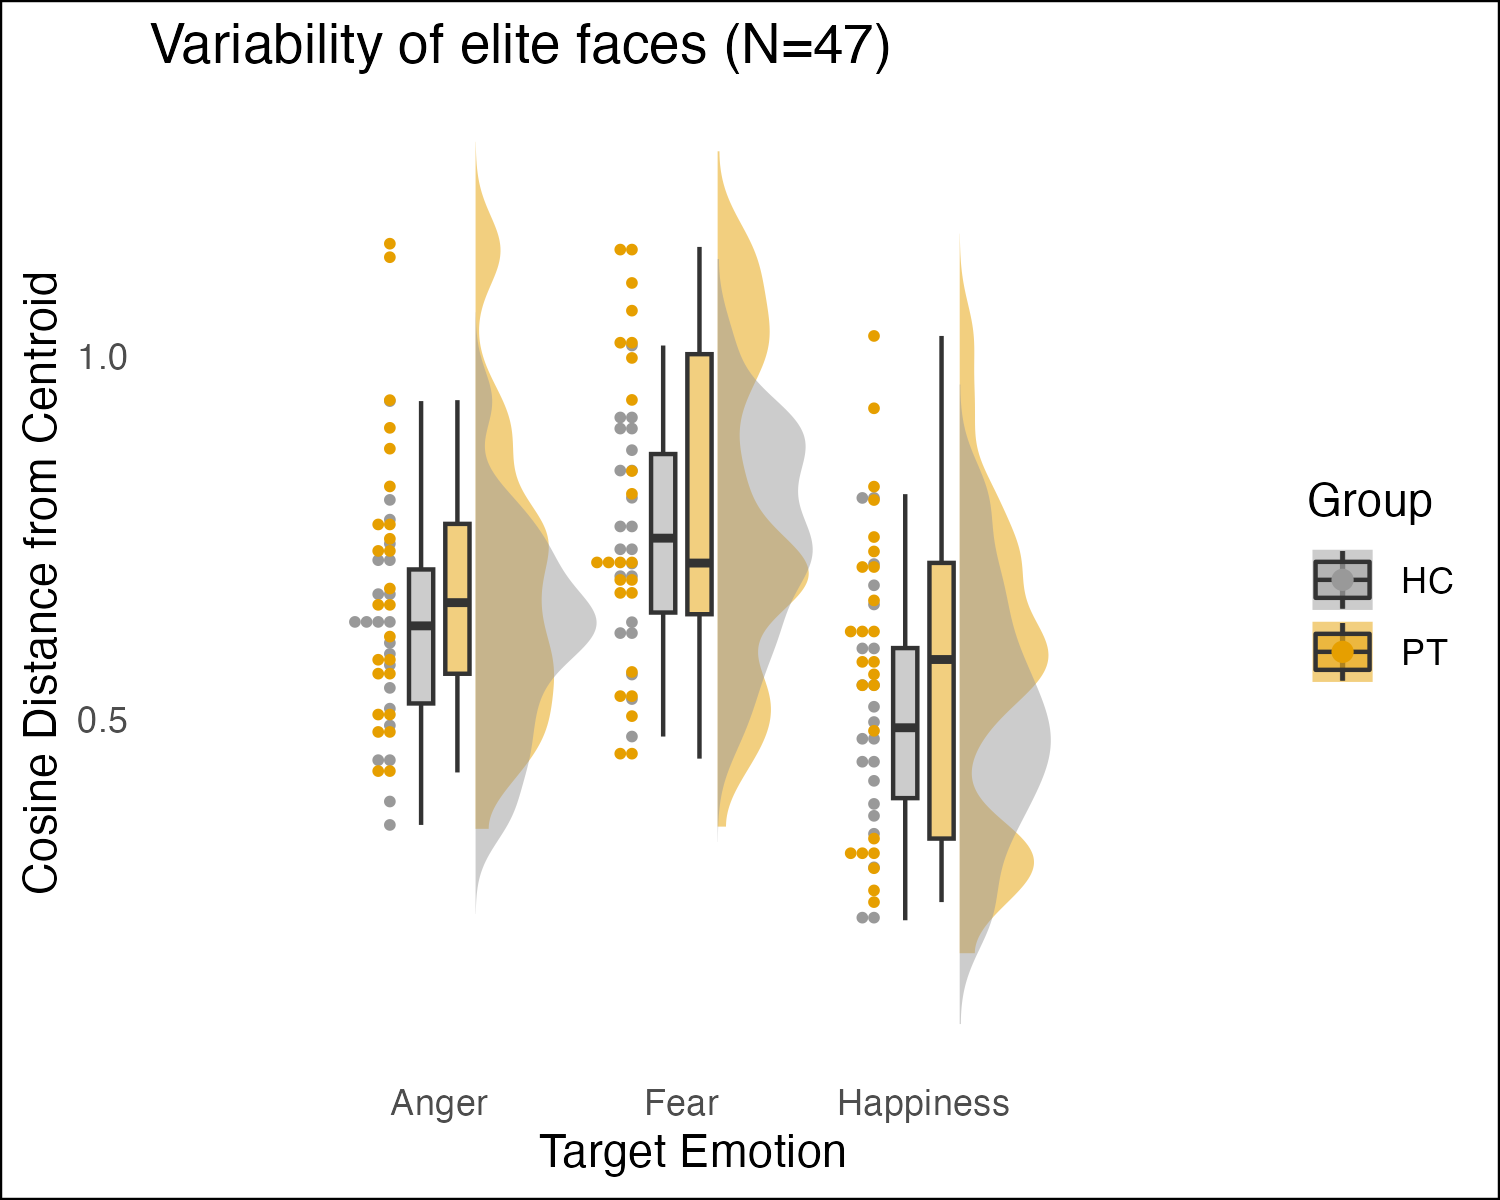 Variability of elite faces (N=47)
Cosine Distance from Centroid
1.0
0.5
Anger Fear Happiness
Target Emotion
Group
HC
PT